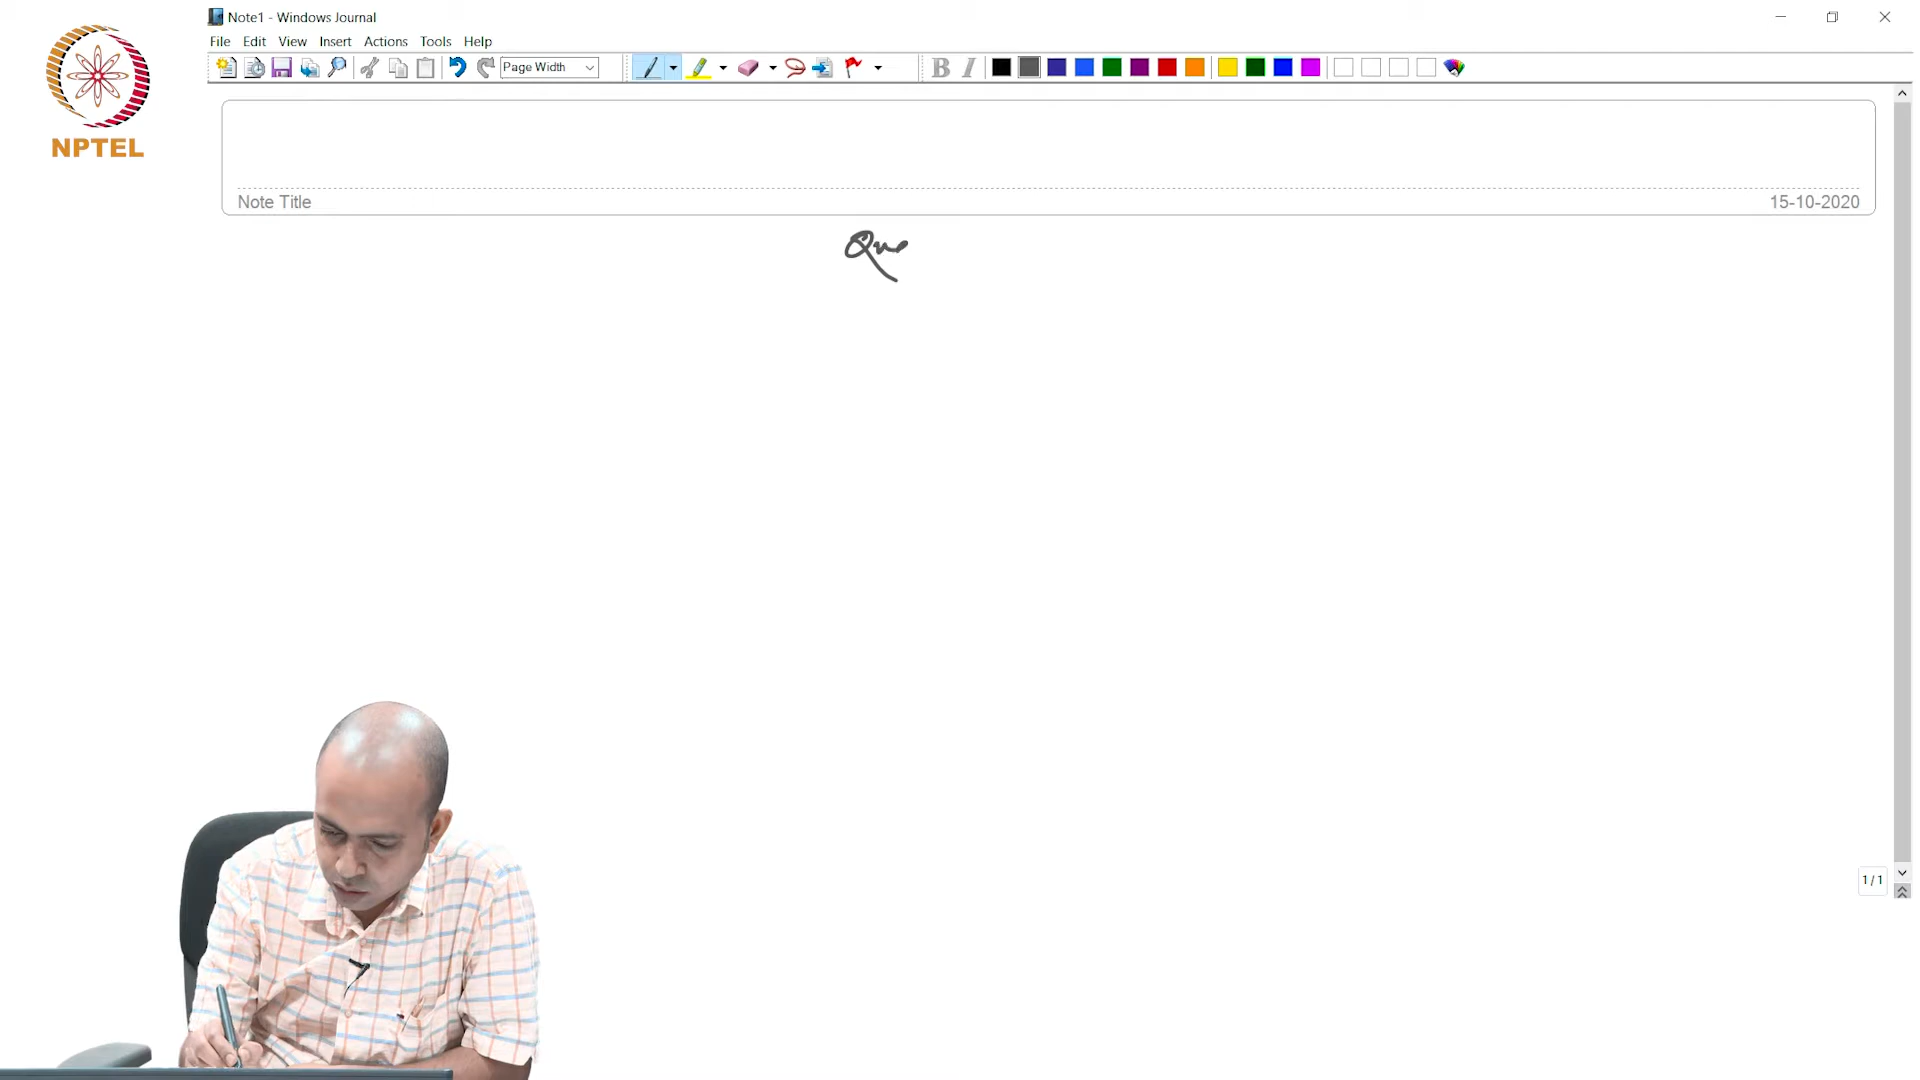 NPTEL
Note1 - Windows Journal
File Edit View Insert Actions Tools Help
Page Width
B I
Note Title
15-10-2020
Que
1 / 1